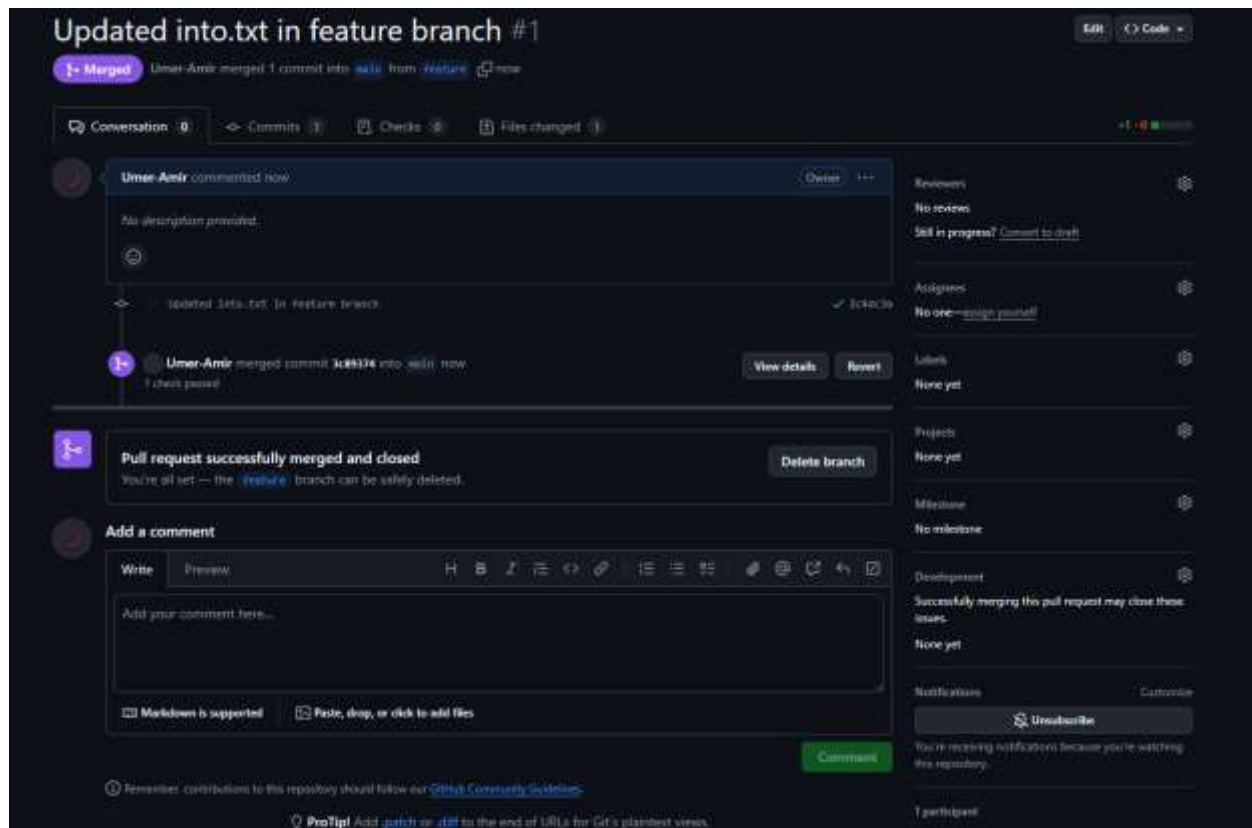 Updated into.txt in feature branch #1
Edit
Code
Merged
Umer-Amir merged 1 commit into main from feature now
Conversation 0
Commits 1
Checks 0
Files changed 1
+1 -0
Umer-Amir commented now
Owner
No description provided.
Updated into.txt in feature branch
Umer-Amir merged commit 3c09374 into main now
1 check passed
View details
Revert
Pull request successfully merged and closed
You're all set — the feature branch can be safely deleted.
Delete branch
Add a comment
Write
Preview
Add your comment here...
Markdown is supported
Paste, drop, or click to add files
Comment
Remember, contributions to this repository should follow our GitHub Community Guidelines.
ProTip! Add .patch or .diff to the end of URLs for Git's plaintext views.
Reviewers
No reviews
Still in progress? Convert to draft
Assignees
No one—assign yourself
Labels
None yet
Projects
None yet
Milestone
No milestone
Development
Successfully merging this pull request may close these
issues.
None yet
Notifications
Customize
Unsubscribe
You're receiving notifications because you're watching
this repository.
1 participant